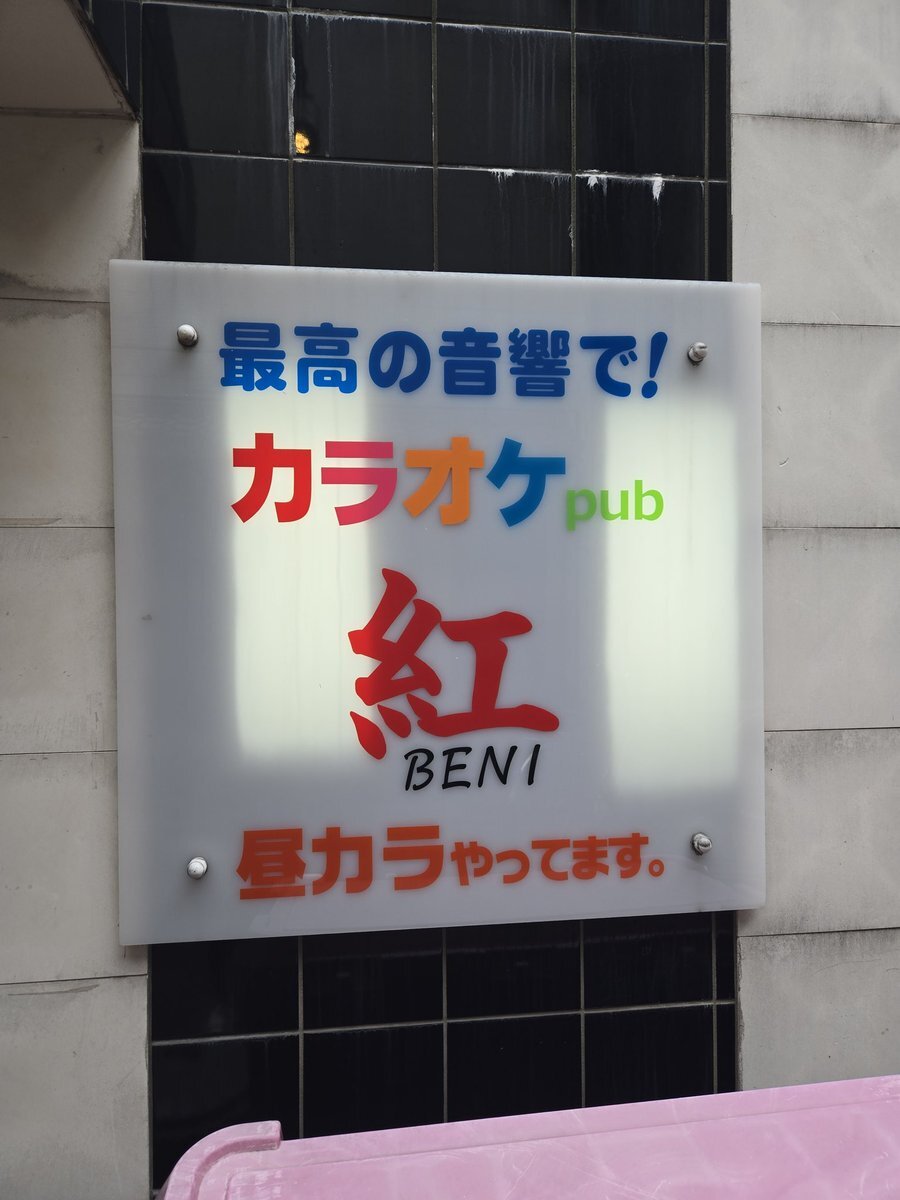 最高の音響で!
カラオケpub
紅
BENI
昼カラやってます。